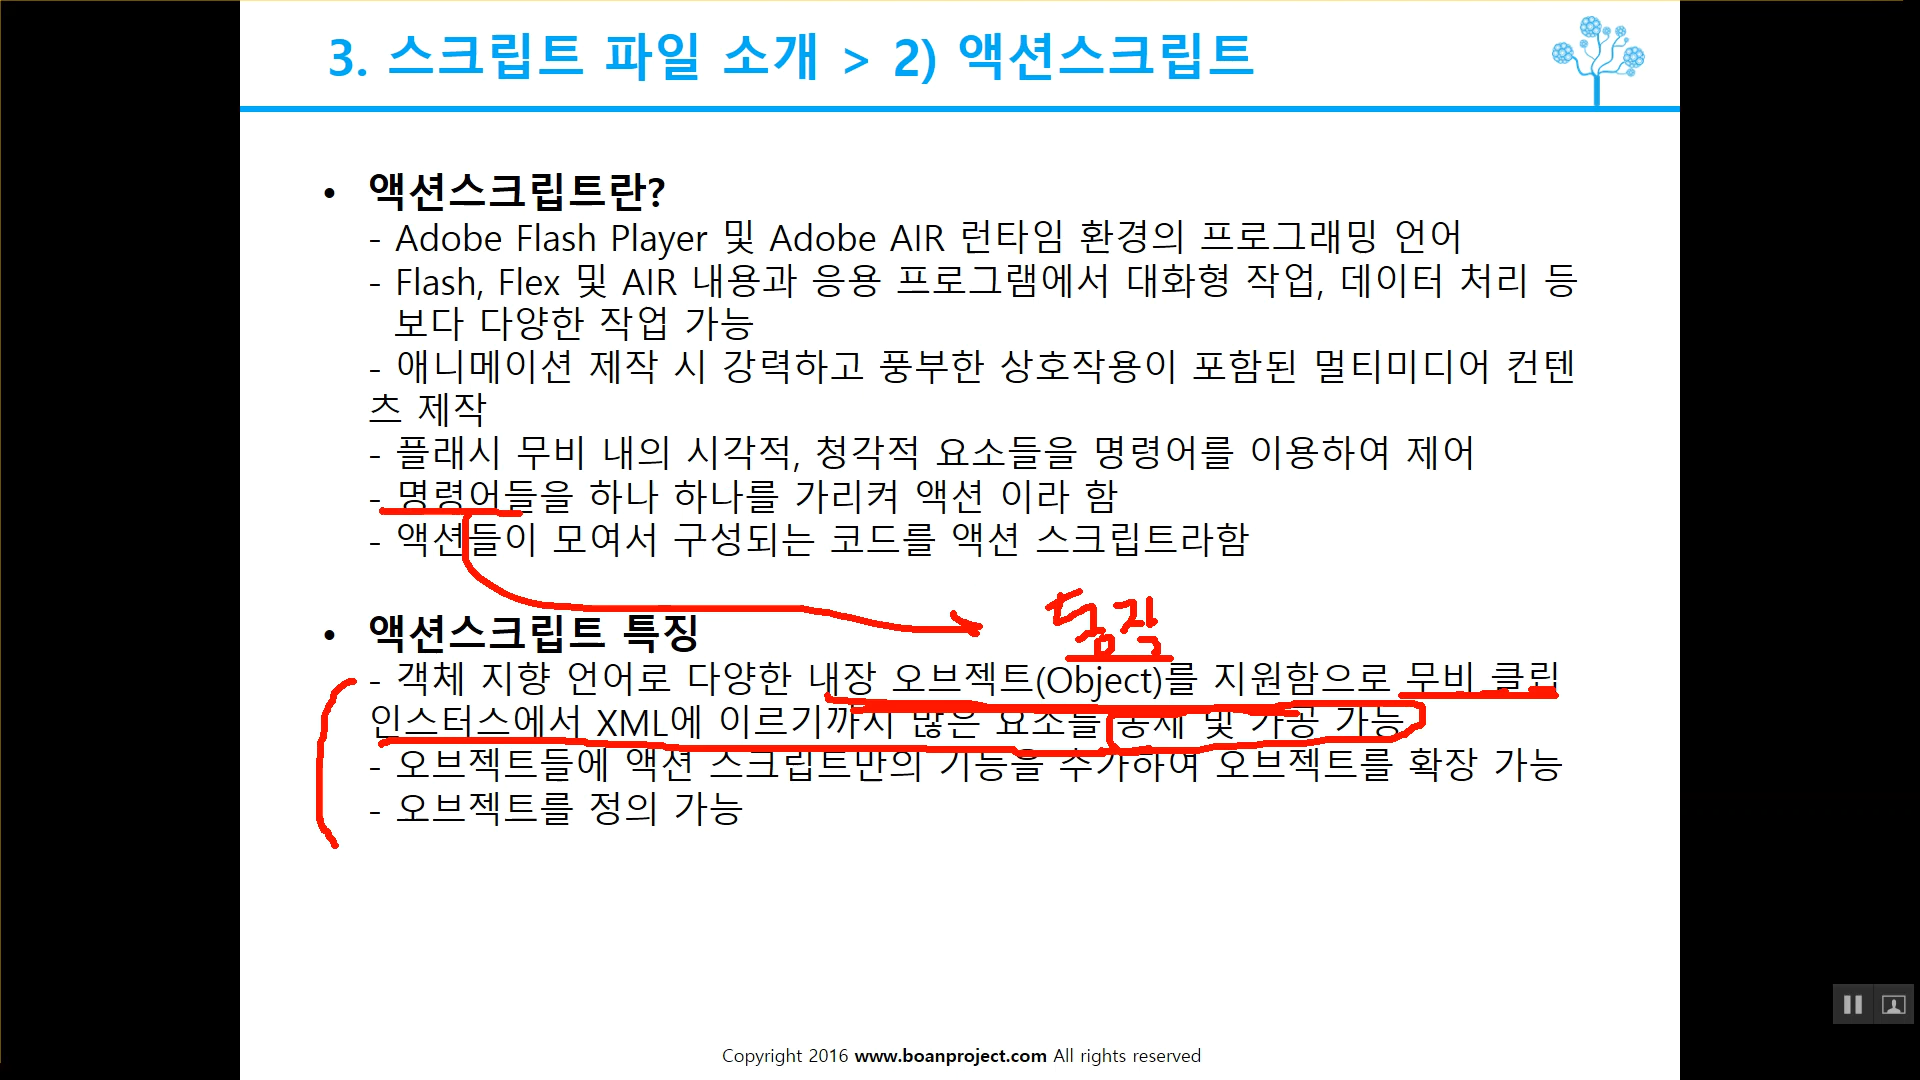 3. 스크립트 파일 소개 > 2) 액션스크립트
• 액션스크립트란?
- Adobe Flash Player 및 Adobe AIR 런타임 환경의 프로그래밍 언어
- Flash, Flex 및 AIR 내용과 응용 프로그램에서 대화형 작업, 데이터 처리 등
보다 다양한 작업 가능
- 애니메이션 제작 시 강력하고 풍부한 상호작용이 포함된 멀티미디어 컨텐
츠 제작
- 플래시 무비 내의 시각적, 청각적 요소들을 명령어를 이용하여 제어
- 명령어들을 하나 하나를 가리켜 액션 이라 함
- 액션들이 모여서 구성되는 코드를 액션 스크립트라함
동작
• 액션스크립트 특징
- 객체 지향 언어로 다양한 내장 오브젝트(Object)를 지원함으로 무비 클립
인스터스에서 XML에 이르기까지 많은 요소들 통제 및 가공 가능
- 오브젝트들에 액션 스크립트만의 기능을 추가하여 오브젝트를 확장 가능
- 오브젝트를 정의 가능
Copyright 2016 www.boanproject.com All rights reserved